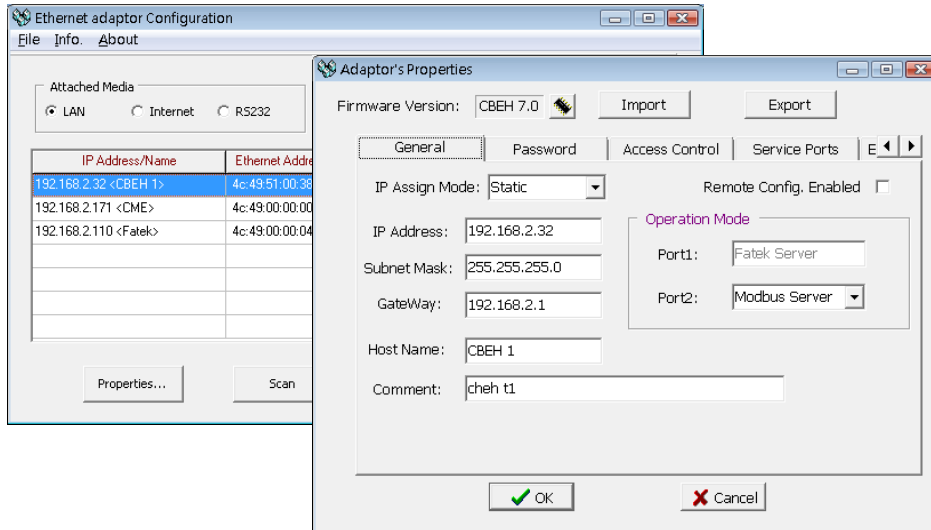 Ethernet adaptor Configuration
File Info. About
Attached Media
LAN Internet RS232
IP Address/Name Ethernet Addre
192.168.2.32 <CBEH 1> 4c:49:51:00:38
192.168.2.171 <CME> 4c:49:00:00:00
192.168.2.110 <Fatek> 4c:49:00:00:04
Properties... Scan
Adaptor's Properties
Firmware Version: CBEH 7.0 Import Export
General Password Access Control Service Ports E
IP Assign Mode: Static Remote Config. Enabled
Operation Mode
IP Address: 192.168.2.32
Port1: Fatek Server
Subnet Mask: 255.255.255.0
GateWay: 192.168.2.1
Port2: Modbus Server
Host Name: CBEH 1
Comment: cheh t1
OK Cancel